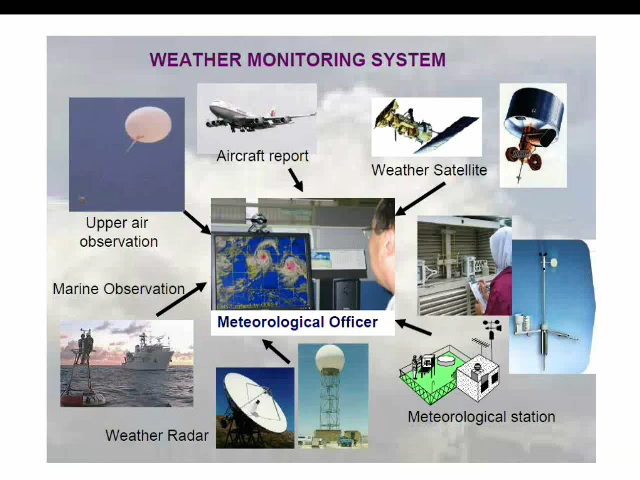 WEATHER MONITORING SYSTEM
Aircraft report
Weather Satellite
Upper air
observation
Marine Observation
Meteorological Officer
Meteorological station
Weather Radar